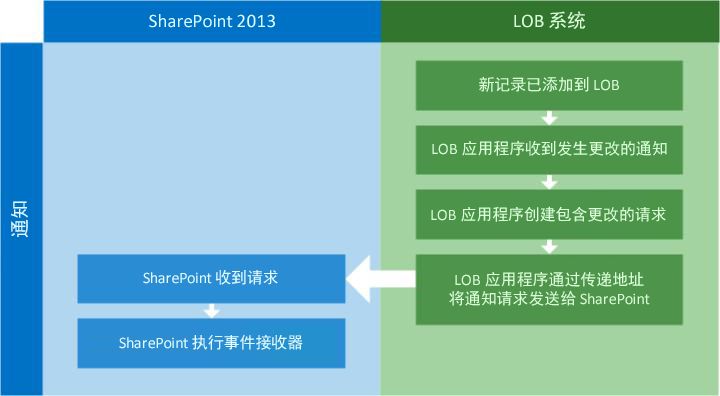 SharePoint 2013
LOB 系统
通知
新记录已添加到 LOB
LOB 应用程序收到发生更改的通知
LOB 应用程序创建包含更改的请求
LOB 应用程序通过传递地址
将通知请求发送给 SharePoint
SharePoint 收到请求
SharePoint 执行事件接收器